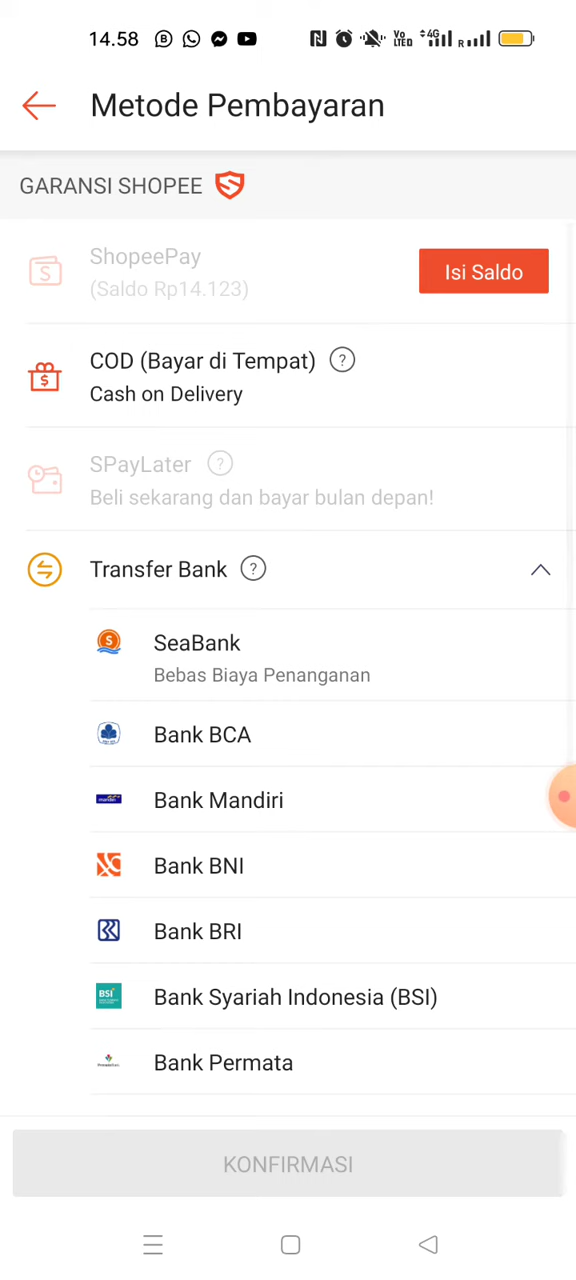 14.58
Metode Pembayaran
GARANSI SHOPEE
ShopeePay
(Saldo Rp14.123)
Isi Saldo
COD (Bayar di Tempat) ?
Cash on Delivery
SPayLater ?
Beli sekarang dan bayar bulan depan!
Transfer Bank ?
SeaBank
Bebas Biaya Penanganan
Bank BCA
Bank Mandiri
Bank BNI
Bank BRI
BSI Bank Syariah Indonesia (BSI)
Bank Permata
KONFIRMASI